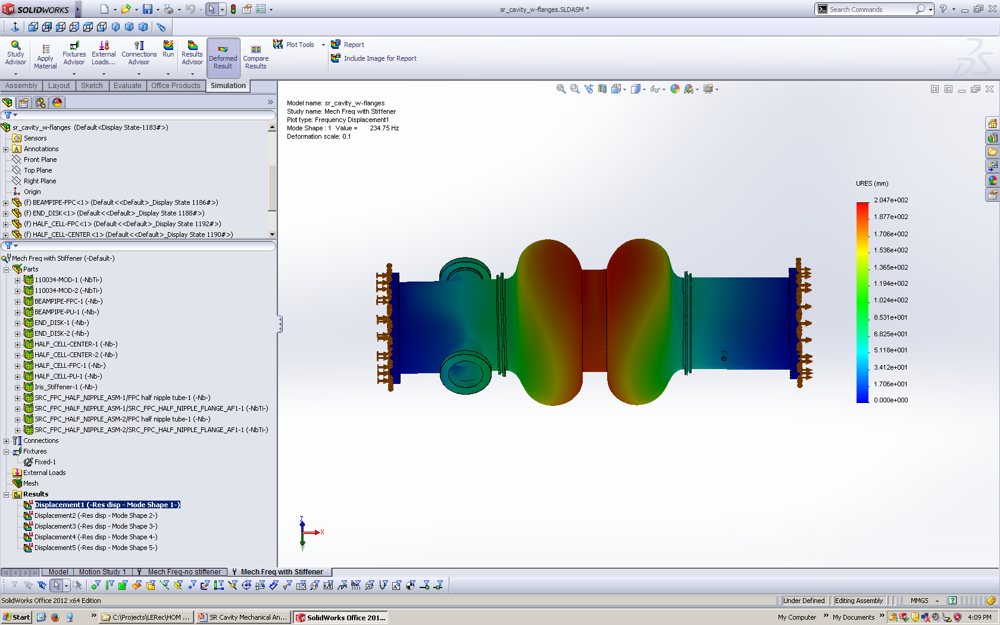 SOLIDWORKS
sr_cavity_w-flanges.SLDASM *
Search Commands
Study Advisor
Apply Material
Fixtures Advisor
External Loads...
Connections Advisor
Run
Results Advisor
Deformed Result
Compare Results
Plot Tools
Report
Include Image for Report
Assembly
Layout
Sketch
Evaluate
Office Products
Simulation
sr_cavity_w-flanges (Default<Display State-1183#>)
Sensors
Annotations
Front Plane
Top Plane
Right Plane
Origin
(f) BEAMPIPE-FPC<1> (Default<<Default>_Display State 1186#>)
(f) END_DISK<1> (Default<<Default>_Display State 1188#>)
(f) HALF_CELL-FPC<1> (Default<<Default>_Display State 1192#>)
(f) HALF_CELL-CENTER<1> (Default<<Default>_Display State 1190#>)
Mech Freq with Stiffener (-Default-)
Parts
110034-MOD-1 (-NbTi-)
110034-MOD-2 (-NbTi-)
BEAMPIPE-FPC-1 (-Nb-)
BEAMPIPE-PU-1 (-Nb-)
END_DISK-1 (-Nb-)
END_DISK-2 (-Nb-)
HALF_CELL-CENTER-1 (-Nb-)
HALF_CELL-CENTER-2 (-Nb-)
HALF_CELL-FPC-1 (-Nb-)
HALF_CELL-PU-1 (-Nb-)
Iris_Stiffener-1 (-Nb-)
SRC_FPC_HALF_NIPPLE_ASM-1/FPC half nipple tube-1 (-Nb-)
SRC_FPC_HALF_NIPPLE_ASM-1/SRC_FPC_HALF_NIPPLE_FLANGE_AF1-1 (-NbTi-)
SRC_FPC_HALF_NIPPLE_ASM-2/FPC half nipple tube-1 (-Nb-)
SRC_FPC_HALF_NIPPLE_ASM-2/SRC_FPC_HALF_NIPPLE_FLANGE_AF1-1 (-NbTi-)
Connections
Fixtures
Fixed-1
External Loads
Mesh
Results
Displacement1 (-Res disp - Mode Shape 1-)
Displacement2 (-Res disp - Mode Shape 2-)
Displacement3 (-Res disp - Mode Shape 3-)
Displacement4 (-Res disp - Mode Shape 4-)
Displacement5 (-Res disp - Mode Shape 5-)
Model name: sr_cavity_w-flanges
Study name: Mech Freq with Stiffener
Plot type: Frequency Displacement1
Mode Shape : 1 Value = 234.75 Hz
Deformation scale: 0.1
URES (mm)
2.047e+002
1.877e+002
1.706e+002
1.536e+002
1.365e+002
1.194e+002
1.024e+002
8.531e+001
6.825e+001
5.118e+001
3.412e+001
1.706e+001
0.000e+000
Z
X
Y
Model
Motion Study 1
Mech Freq-no stiffener
Mech Freq with Stiffener
SolidWorks Office 2012 x64 Edition
Under Defined
Editing Assembly
MMGS
Start
C:\Projects\LERec\HOM ...
SR Cavity Mechanical An...
SolidWorks Office 201...
My Computer
My Documents
4:09 PM